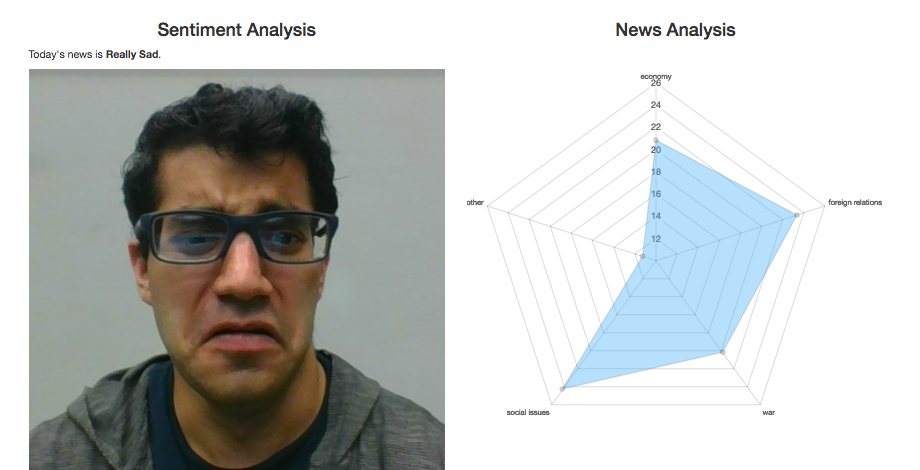 Sentiment Analysis
Today's news is Really Sad.
News Analysis
economy
26
24
22
20
18
16
14
12
other
foreign relations
social issues
war